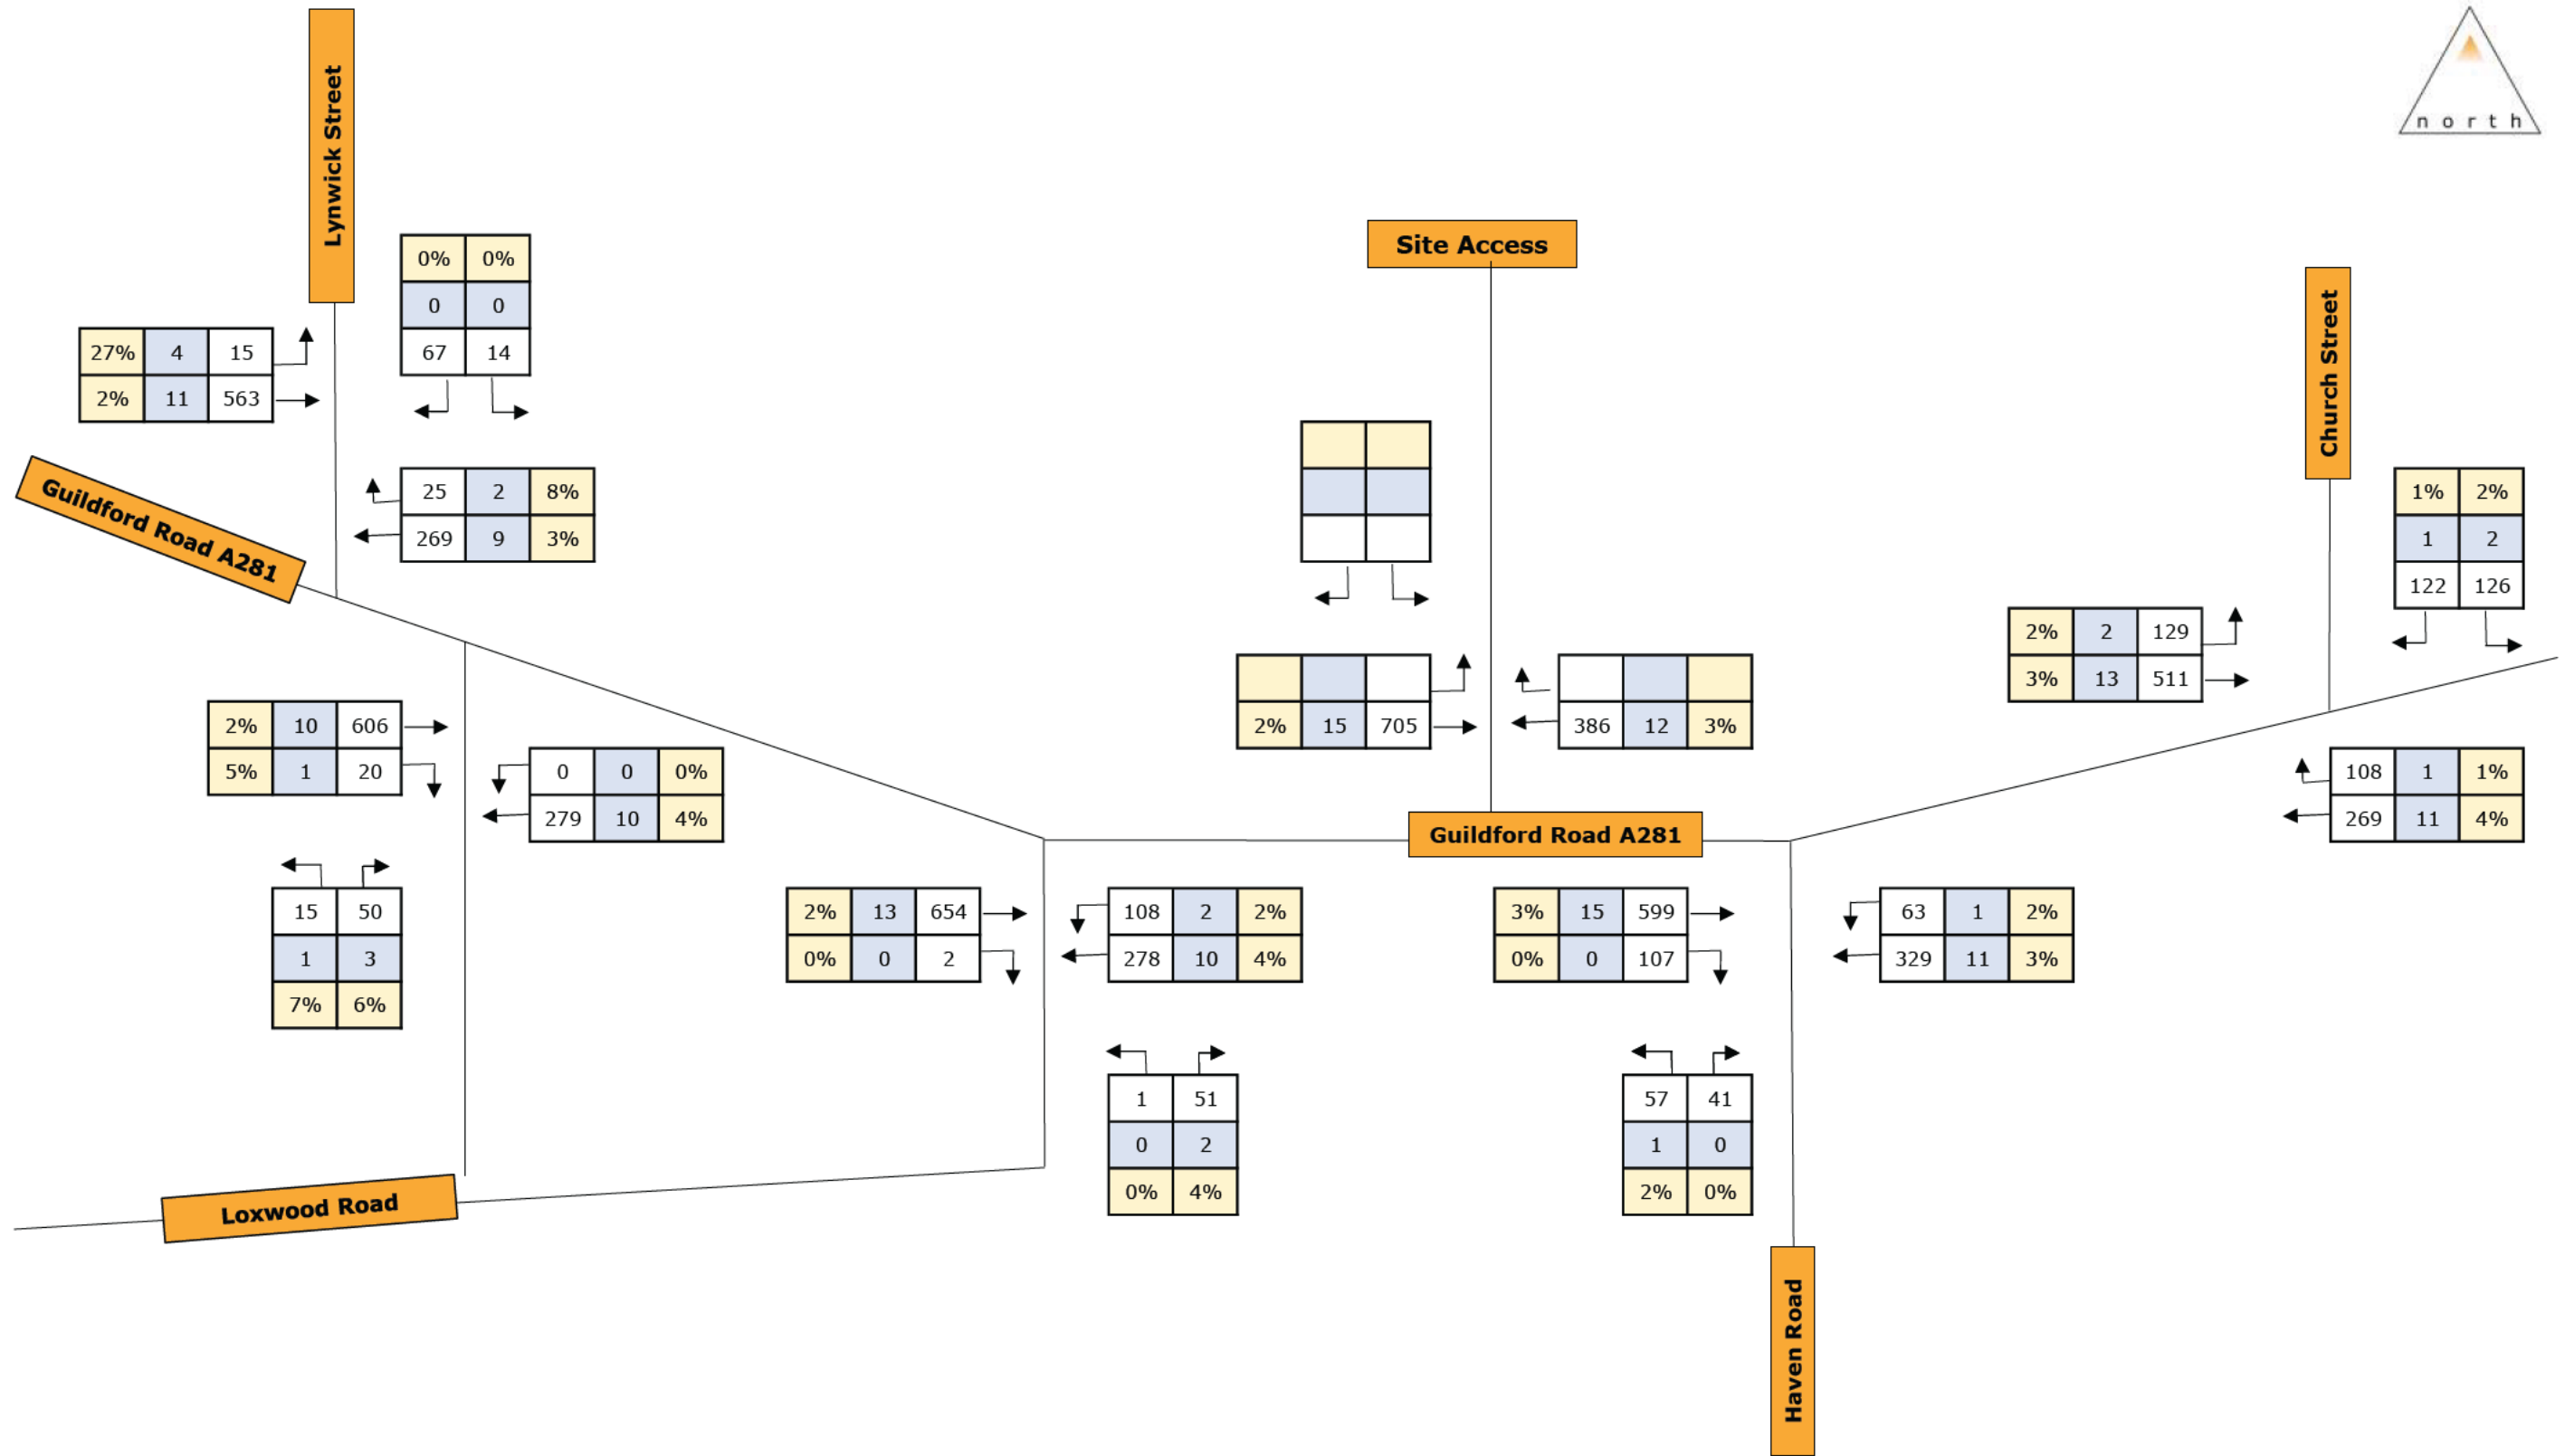 north
Lynwick Street
0% 0%
0 0
67 14
27% 4 15
2% 11 563
Guildford Road A281
25 2 8%
269 9 3%
Site Access
Church Street
1% 2%
1 2
122 126
2% 2 129
3% 13 511
2% 15 705
386 12 3%
108 1 1%
269 11 4%
2% 10 606
5% 1 20
0 0 0%
279 10 4%
15 50
1 3
7% 6%
Guildford Road A281
2% 13 654
0% 0 2
108 2 2%
278 10 4%
3% 15 599
0% 0 107
63 1 2%
329 11 3%
1 51
0 2
0% 4%
57 41
1 0
2% 0%
Loxwood Road
Haven Road